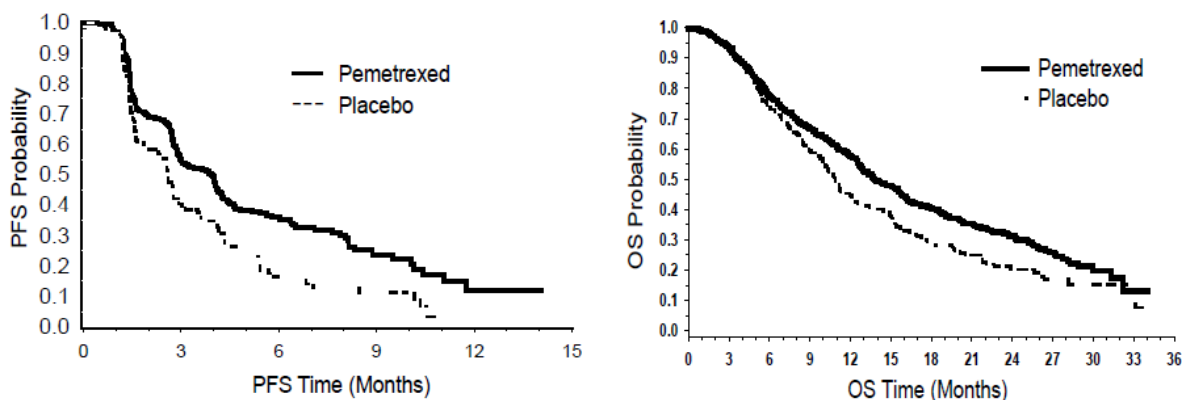 PFS Probability
1.0
0.9
0.8
0.7
0.6
0.5
0.4
0.3
0.2
0.1
0.0
Pemetrexed
Placebo
0 3 6 9 12 15
PFS Time (Months)
OS Probability
1.0
0.9
0.8
0.7
0.6
0.5
0.4
0.3
0.2
0.1
0.0
Pemetrexed
Placebo
0 3 6 9 12 15 18 21 24 27 30 33 36
OS Time (Months)